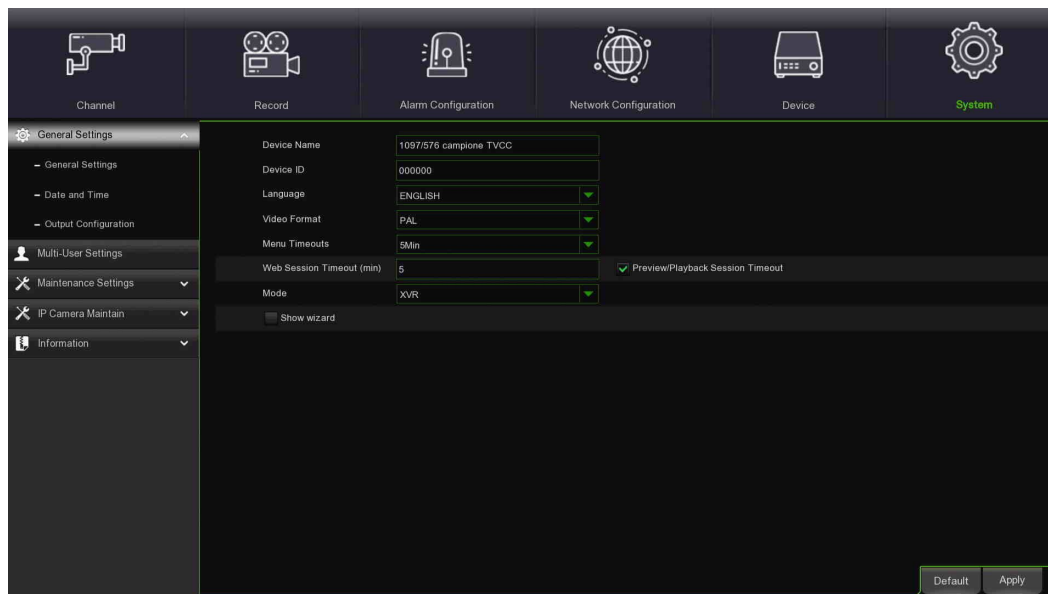 Channel
Record
Alarm Configuration
Network Configuration
Device
System
General Settings
– General Settings
– Date and Time
– Output Configuration
Multi-User Settings
Maintenance Settings
IP Camera Maintain
Information
Device Name 1097/576 campione TVCC
Device ID 000000
Language ENGLISH
Video Format PAL
Menu Timeouts 5Min
Web Session Timeout (min) 5 Preview/Playback Session Timeout
Mode XVR
Show wizard
Default Apply